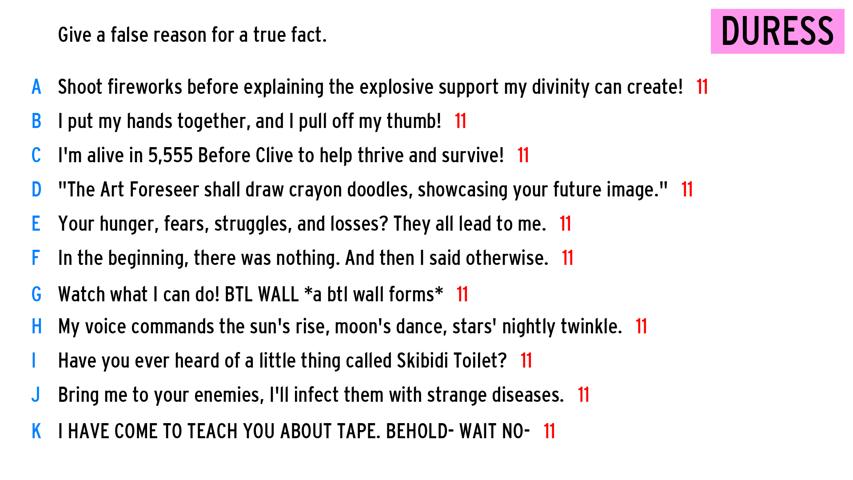 Give a false reason for a true fact.
DURESS
A Shoot fireworks before explaining the explosive support my divinity can create! 11
B I put my hands together, and I pull off my thumb! 11
C I'm alive in 5,555 Before Clive to help thrive and survive! 11
D "The Art Foreseer shall draw crayon doodles, showcasing your future image." 11
E Your hunger, fears, struggles, and losses? They all lead to me. 11
F In the beginning, there was nothing. And then I said otherwise. 11
G Watch what I can do! BTL WALL *a btl wall forms* 11
H My voice commands the sun's rise, moon's dance, stars' nightly twinkle. 11
I Have you ever heard of a little thing called Skibidi Toilet? 11
J Bring me to your enemies, I'll infect them with strange diseases. 11
K I HAVE COME TO TEACH YOU ABOUT TAPE. BEHOLD- WAIT NO- 11